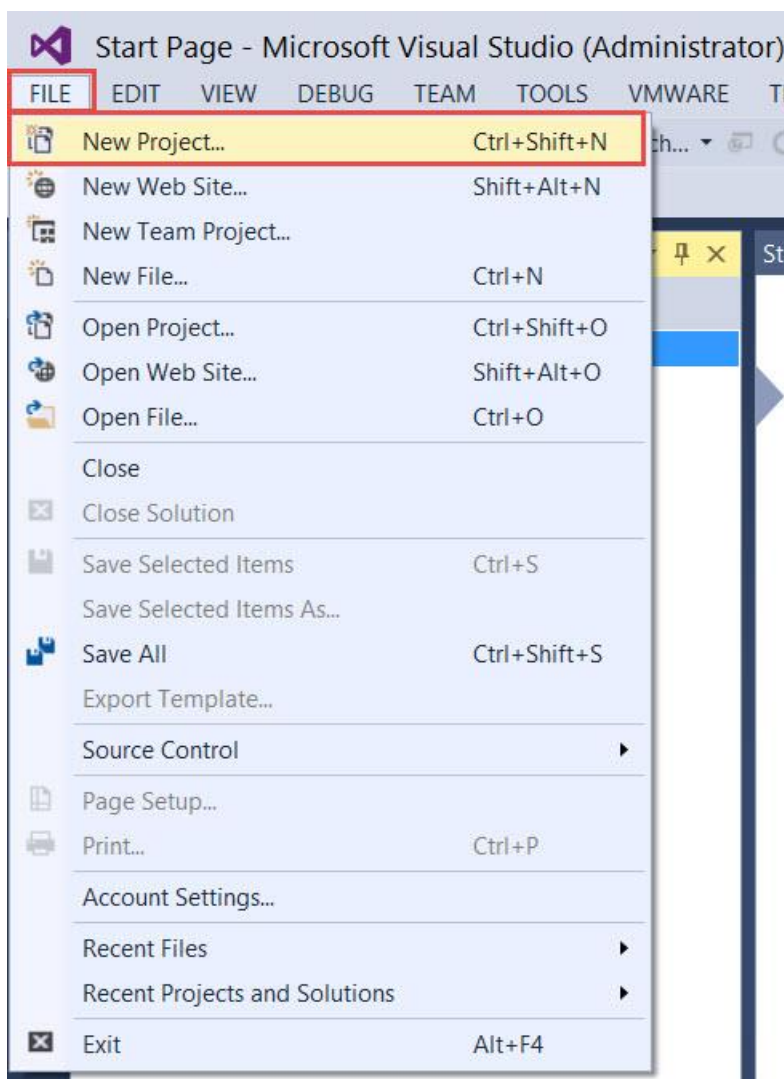 Start Page - Microsoft Visual Studio (Administrator)
FILE EDIT VIEW DEBUG TEAM TOOLS VMWARE
New Project... Ctrl+Shift+N
New Web Site... Shift+Alt+N
New Team Project...
St
New File... Ctrl+N
Open Project... Ctrl+Shift+O
Open Web Site... Shift+Alt+O
Open File... Ctrl+O
Close
Close Solution
Save Selected Items Ctrl+S
Save Selected Items As...
Save All Ctrl+Shift+S
Export Template...
Source Control
Page Setup...
Print... Ctrl+P
Account Settings...
Recent Files
Recent Projects and Solutions
Exit Alt+F4